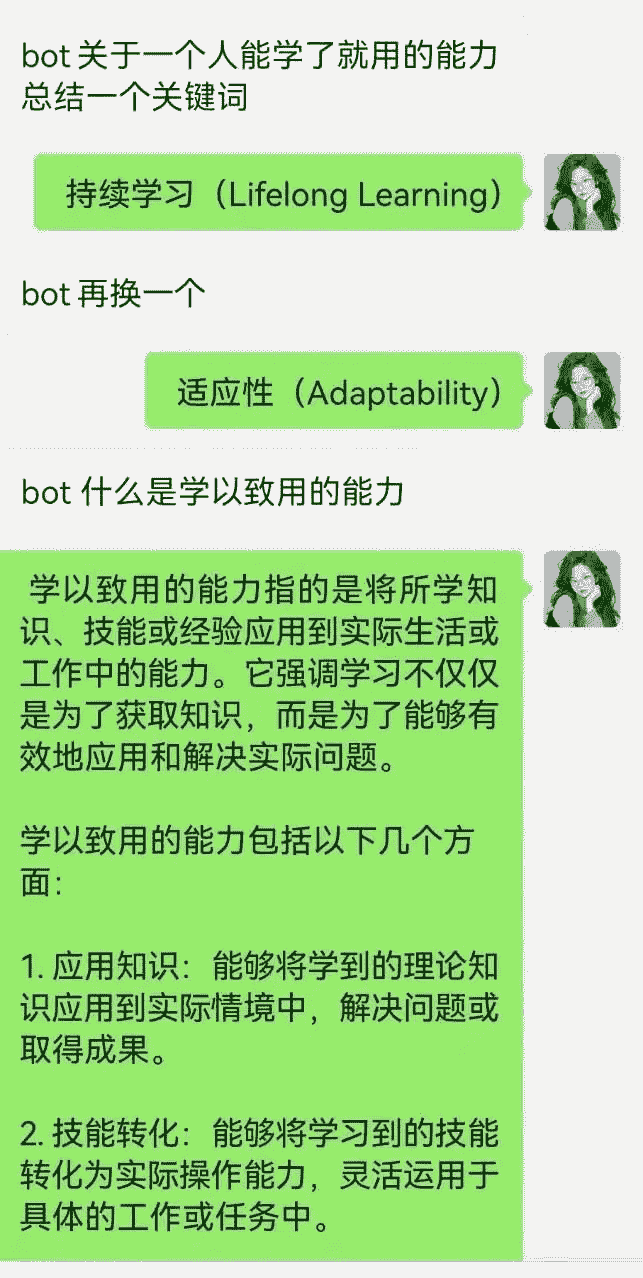 bot 关于一个人能学了就用的能力
总结一个关键词
持续学习（Lifelong Learning）
bot 再换一个
适应性（Adaptability）
bot 什么是学以致用的能力
学以致用的能力指的是将所学知
识、技能或经验应用到实际生活或
工作中的能力。它强调学习不仅仅
是为了获取知识，而是为了能够有
效地应用和解决实际问题。
学以致用的能力包括以下几个方
面：
1. 应用知识：能够将学到的理论知
识应用到实际情境中，解决问题或
取得成果。
2. 技能转化：能够将学习到的技能
转化为实际操作能力，灵活运用于
具体的工作或任务中。